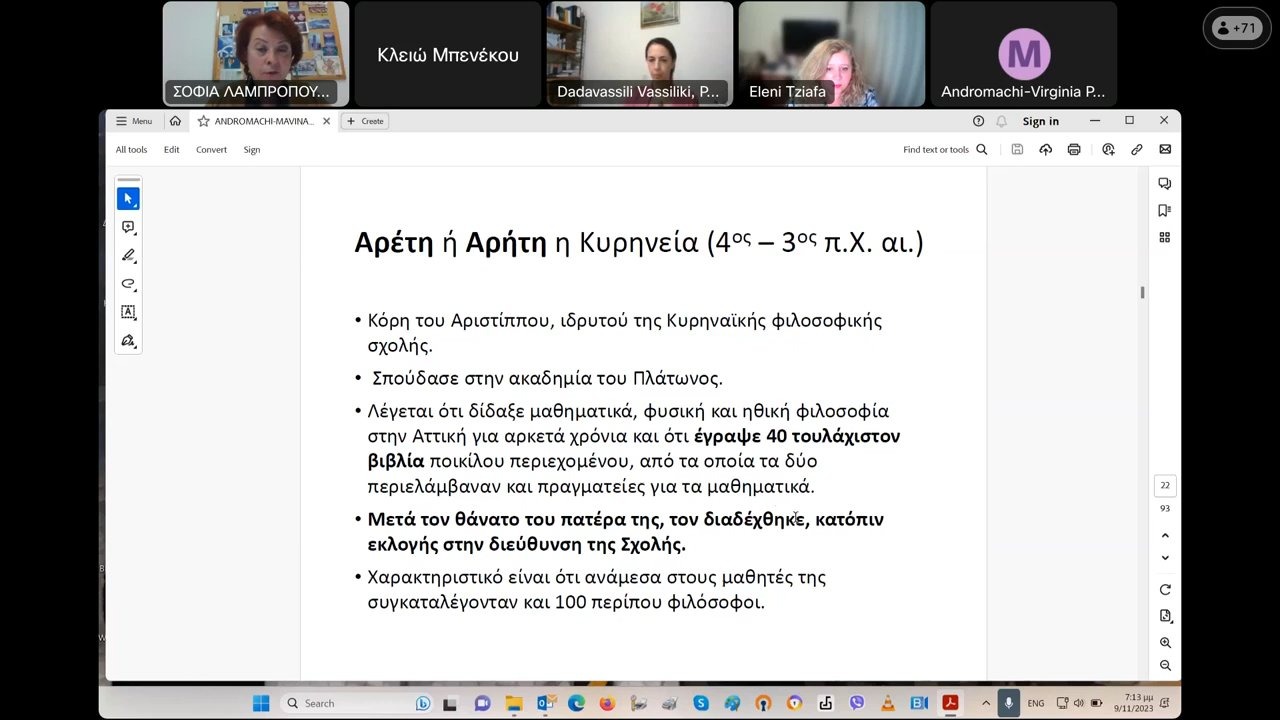 +71
ΣΟΦΙΑ ΛΑΜΠΡΟΠΟΥ...
Κλειώ Μπενέκου
Dadavassili Vassiliki, P...
Eleni Tziafa
M
Andromachi-Virginia P...
Menu
ANDROMACHI-MAVINA...
Create
Sign in
All tools Edit Convert Sign
Find text or tools
Αρέτη ή Αρήτη η Κυρηνεία (4ος – 3ος π.Χ. αι.)
• Κόρη του Αριστίππου, ιδρυτού της Κυρηναϊκής φιλοσοφικής
σχολής.
• Σπούδασε στην ακαδημία του Πλάτωνος.
• Λέγεται ότι δίδαξε μαθηματικά, φυσική και ηθική φιλοσοφία
στην Αττική για αρκετά χρόνια και ότι έγραψε 40 τουλάχιστον
βιβλία ποικίλου περιεχομένου, από τα οποία τα δύο
περιελάμβαναν και πραγματείες για τα μαθηματικά.
• Μετά τον θάνατο του πατέρα της, τον διαδέχθηκε, κατόπιν
εκλογής στην διεύθυνση της Σχολής.
• Χαρακτηριστικό είναι ότι ανάμεσα στους μαθητές της
συγκαταλέγονταν και 100 περίπου φιλόσοφοι.
22
93
Search
ENG
7:13 μμ
9/11/2023